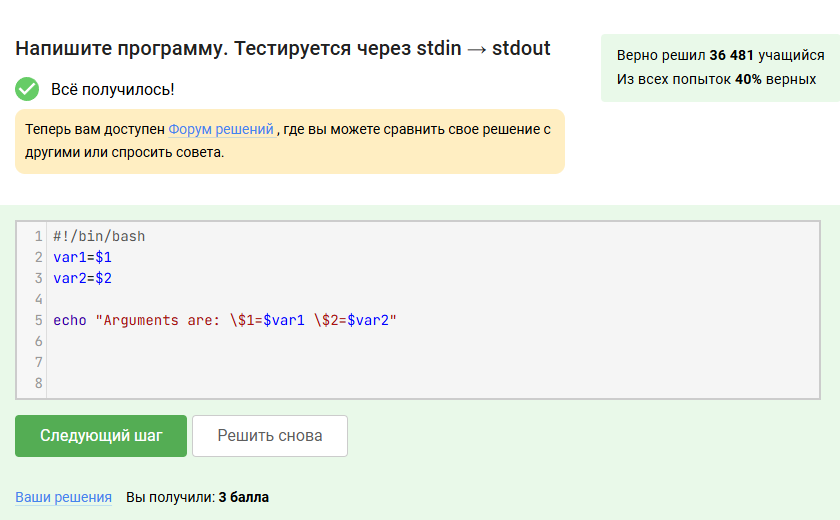 Напишите программу. Тестируется через stdin → stdout
Верно решил 36 481 учащийся
Из всех попыток 40% верных
Всё получилось!
Теперь вам доступен Форум решений , где вы можете сравнить свое решение с
другими или спросить совета.
1 #!/bin/bash
2 var1=$1
3 var2=$2
4
5 echo "Arguments are: \$1=$var1 \$2=$var2"
6
7
8
Следующий шаг Решить снова
Ваши решения Вы получили: 3 балла